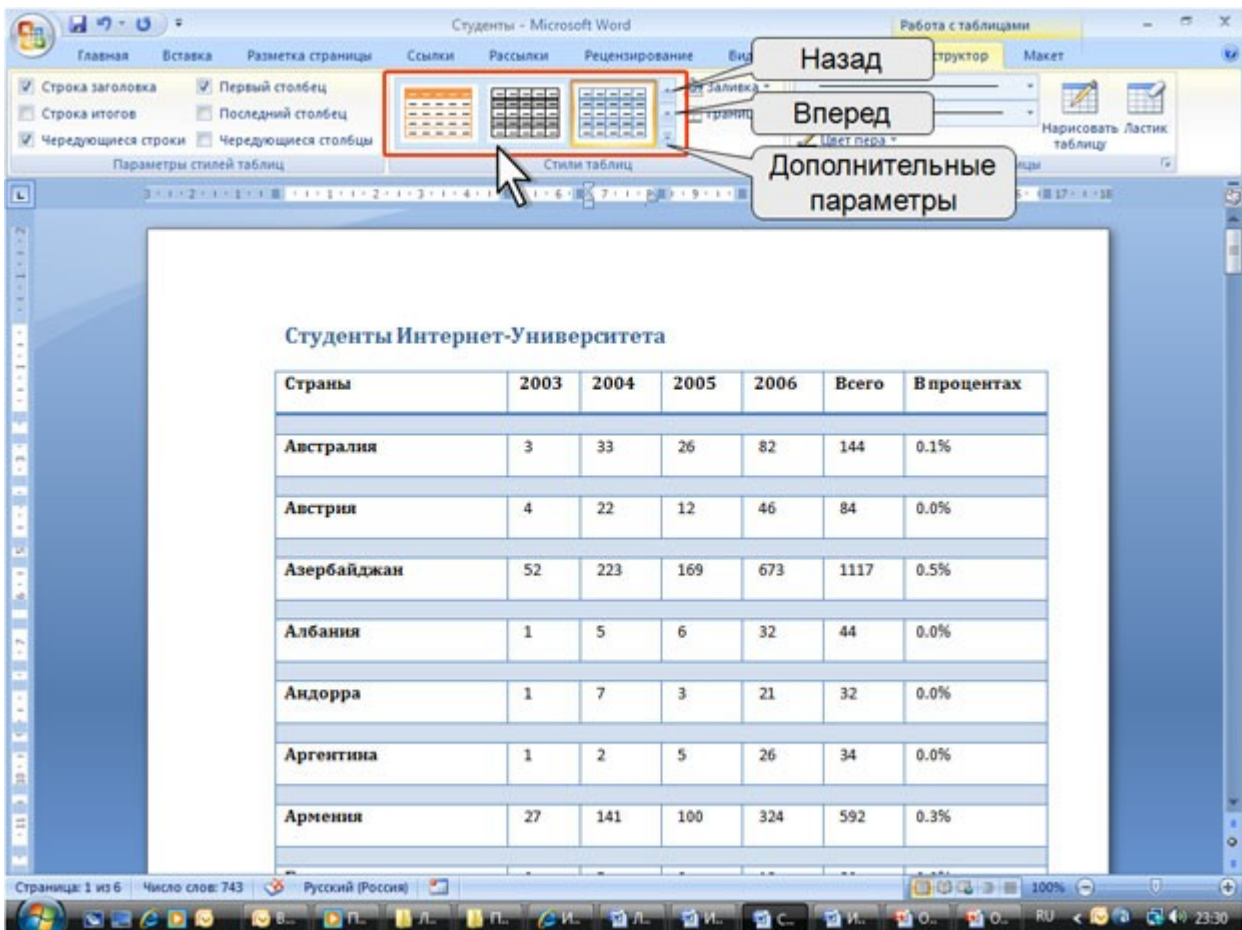 Студенты - Microsoft Word
Работа с таблицами
Главная Вставка Разметка страницы Ссылки Рассылки Рецензирование Макет
Назад
Вперед
Дополнительные
параметры
Строка заголовка
Строка итогов
Чередующиеся строки
Первый столбец
Последний столбец
Чередующиеся столбцы
Параметры стилей таблиц
Стили таблиц
Заливка
Цвет пера
Нарисовать
таблицу
Ластик
Студенты Интернет-Университета
Страны 2003 2004 2005 2006 Всего В процентах
Австралия 3 33 26 82 144 0.1%
Австрия 4 22 12 46 84 0.0%
Азербайджан 52 223 169 673 1117 0.5%
Албания 1 5 6 32 44 0.0%
Андорра 1 7 3 21 32 0.0%
Аргентина 1 2 5 26 34 0.0%
Армения 27 141 100 324 592 0.3%
Страница: 1 из 6 Число слов: 743 Русский (Россия) 100%
В... П... Л... П... И... Л... И... С... И... О... О... RU 23:30